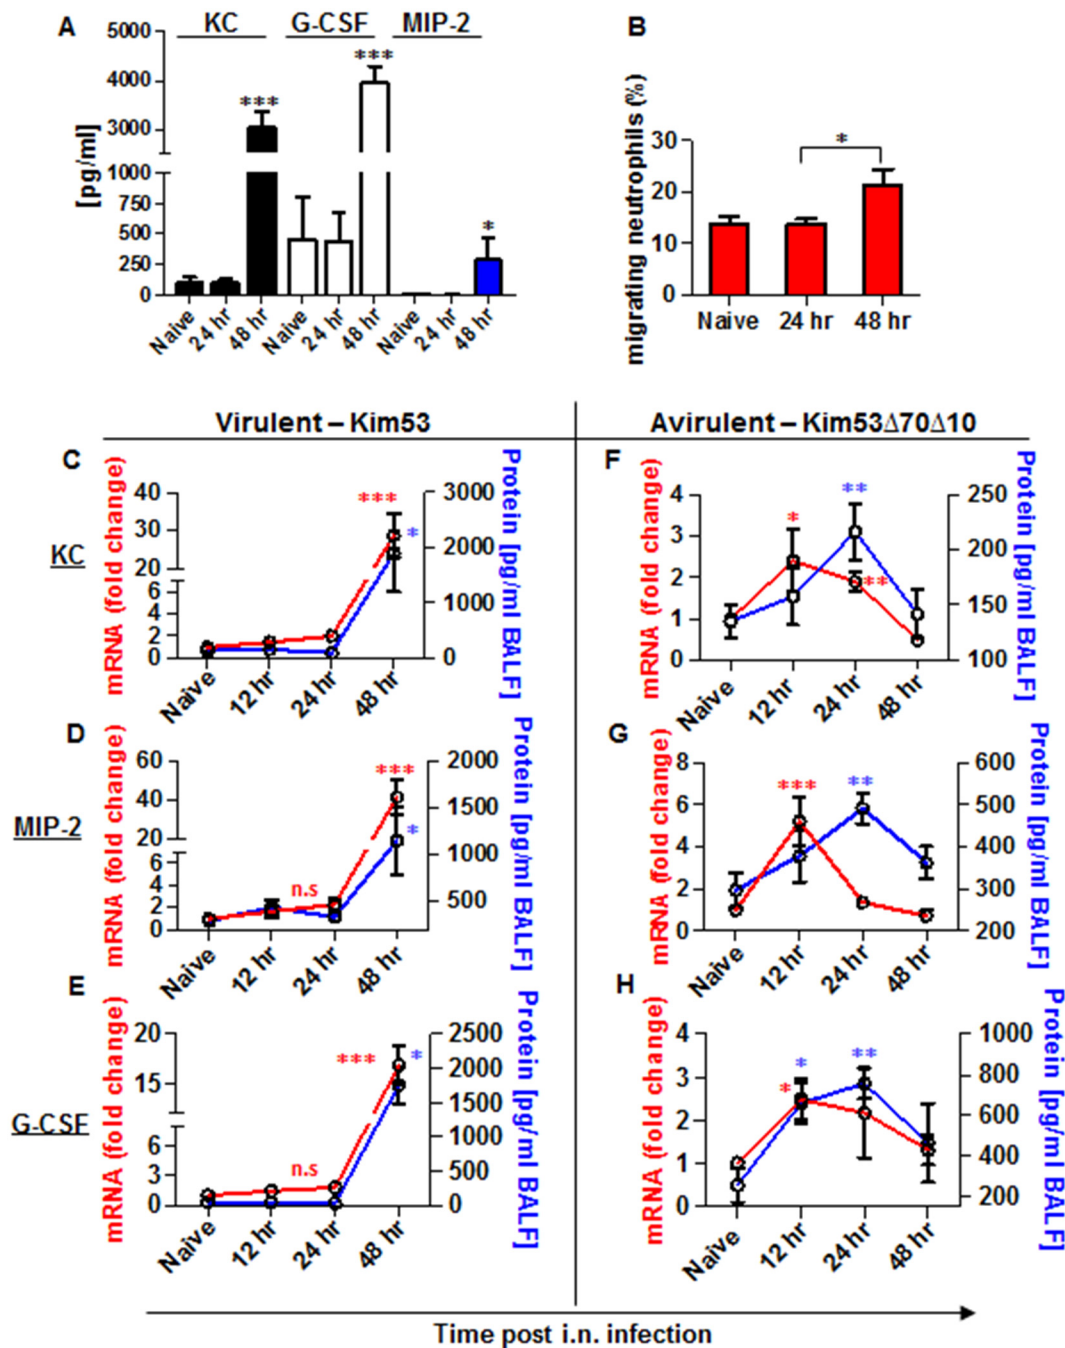 A
KC G-CSF MIP-2
[pg/ml]
5000
4000
3000
1000
750
500
250
0
*** *** *
Naive 24 hr 48 hr Naive 24 hr 48 hr Naive 24 hr 48 hr
B
migrating neutrophils (%)
30
20
10
0
*
Naive 24 hr 48 hr
Virulent – Kim53
Avirulent – Kim53Δ70Δ10
KC
C
mRNA (fold change)
40
30
20
6
4
2
0
*** *
3000
2000
1000
0
Protein [pg/ml BALF]
Naive 12 hr 24 hr 48 hr
F
mRNA (fold change)
4
3
2
1
0
* ** **
250
200
150
100
Protein [pg/ml BALF]
Naive 12 hr 24 hr 48 hr
MIP-2
D
mRNA (fold change)
60
40
20
6
4
2
0
n.s *** *
2000
1500
1000
500
Protein [pg/ml BALF]
Naive 12 hr 24 hr 48 hr
G
mRNA (fold change)
8
6
4
2
0
*** **
600
500
400
300
200
Protein [pg/ml BALF]
Naive 12 hr 24 hr 48 hr
G-CSF
E
mRNA (fold change)
20
15
6
3
0
n.s *** *
2500
2000
1500
1000
500
0
Protein [pg/ml BALF]
Naive 12 hr 24 hr 48 hr
H
mRNA (fold change)
4
3
2
1
0
* * **
1000
800
600
400
200
Protein [pg/ml BALF]
Naive 12 hr 24 hr 48 hr
Time post i.n. infection